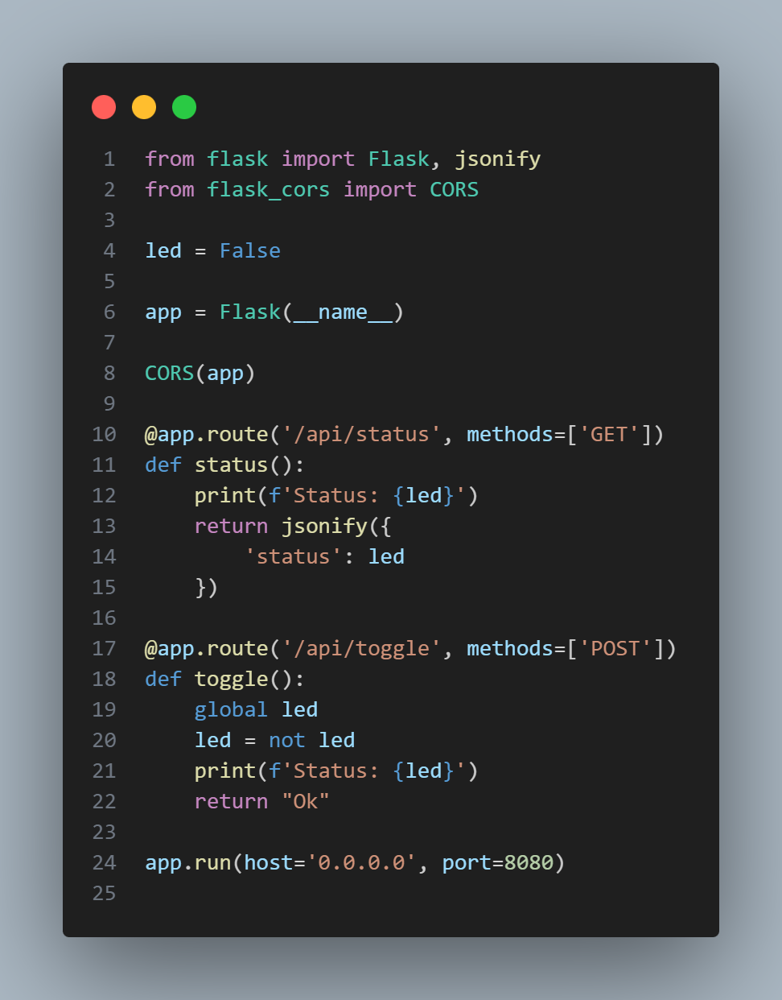 1 from flask import Flask, jsonify
2 from flask_cors import CORS
3
4 led = False
5
6 app = Flask(__name__)
7
8 CORS(app)
9
10 @app.route('/api/status', methods=['GET'])
11 def status():
12     print(f'Status: {led}')
13     return jsonify({
14         'status': led
15     })
16
17 @app.route('/api/toggle', methods=['POST'])
18 def toggle():
19     global led
20     led = not led
21     print(f'Status: {led}')
22     return "Ok"
23
24 app.run(host='0.0.0.0', port=8080)
25